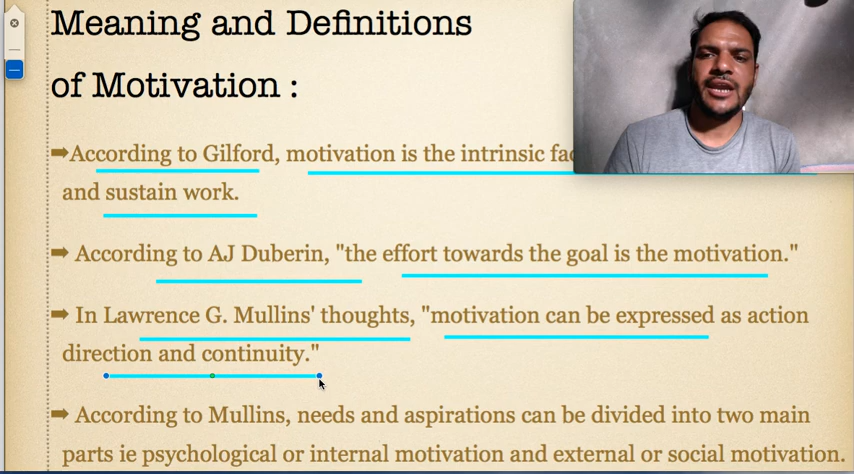 Meaning and Definitions
of Motivation :
➡According to Gilford, motivation is the intrinsic
and sustain work.
➡ According to AJ Duberin, "the effort towards the goal is the motivation."
➡ In Lawrence G. Mullins' thoughts, "motivation can be expressed as action
direction and continuity."
➡ According to Mullins, needs and aspirations can be divided into two main
parts ie psychological or internal motivation and external or social motivation.